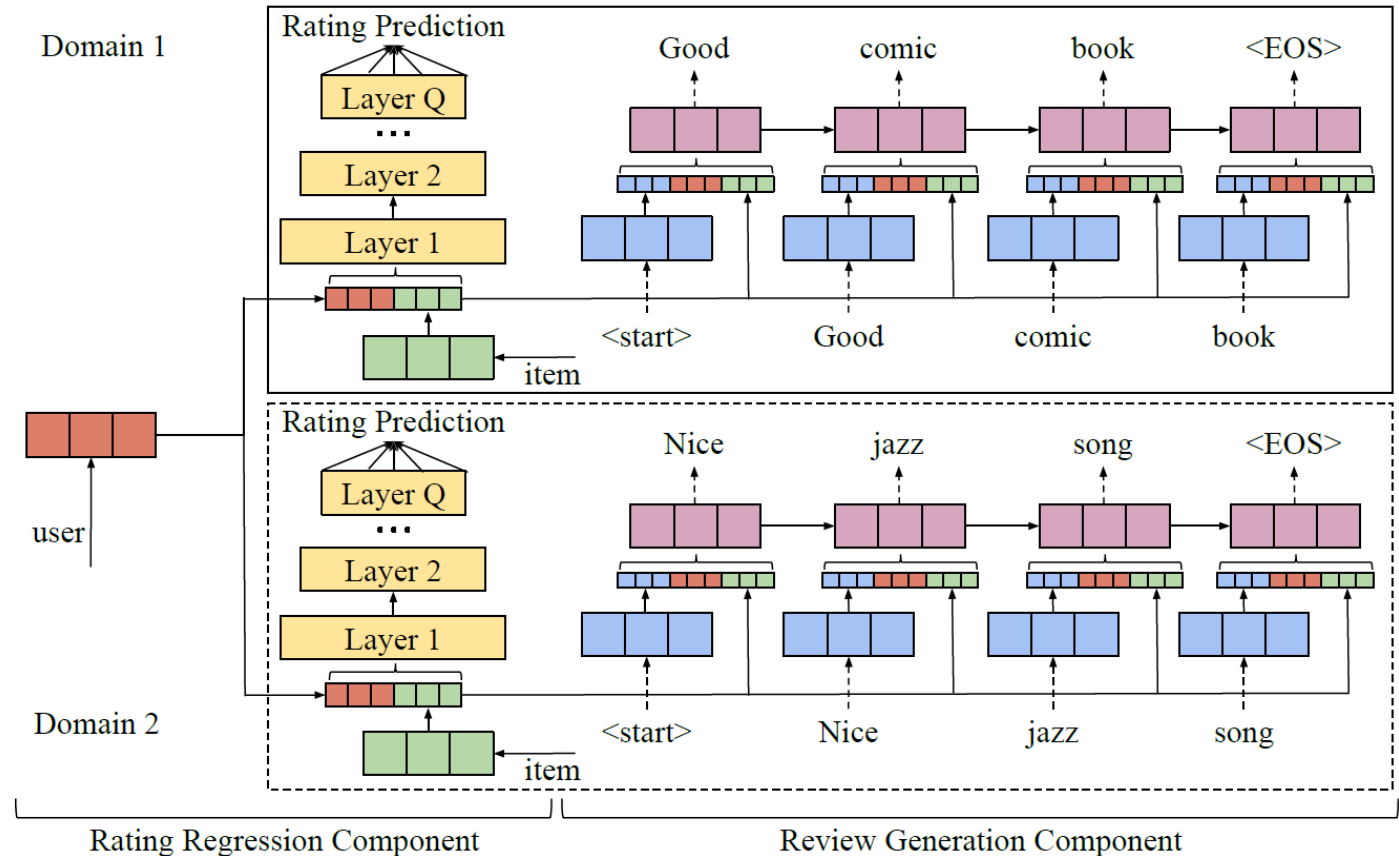 Domain 1
Rating Prediction
Layer Q
...
Layer 2
Layer 1
item
Good comic book <EOS>
<start> Good comic book
user
Domain 2
Rating Prediction
Layer Q
...
Layer 2
Layer 1
item
Nice jazz song <EOS>
<start> Nice jazz song
Rating Regression Component
Review Generation Component